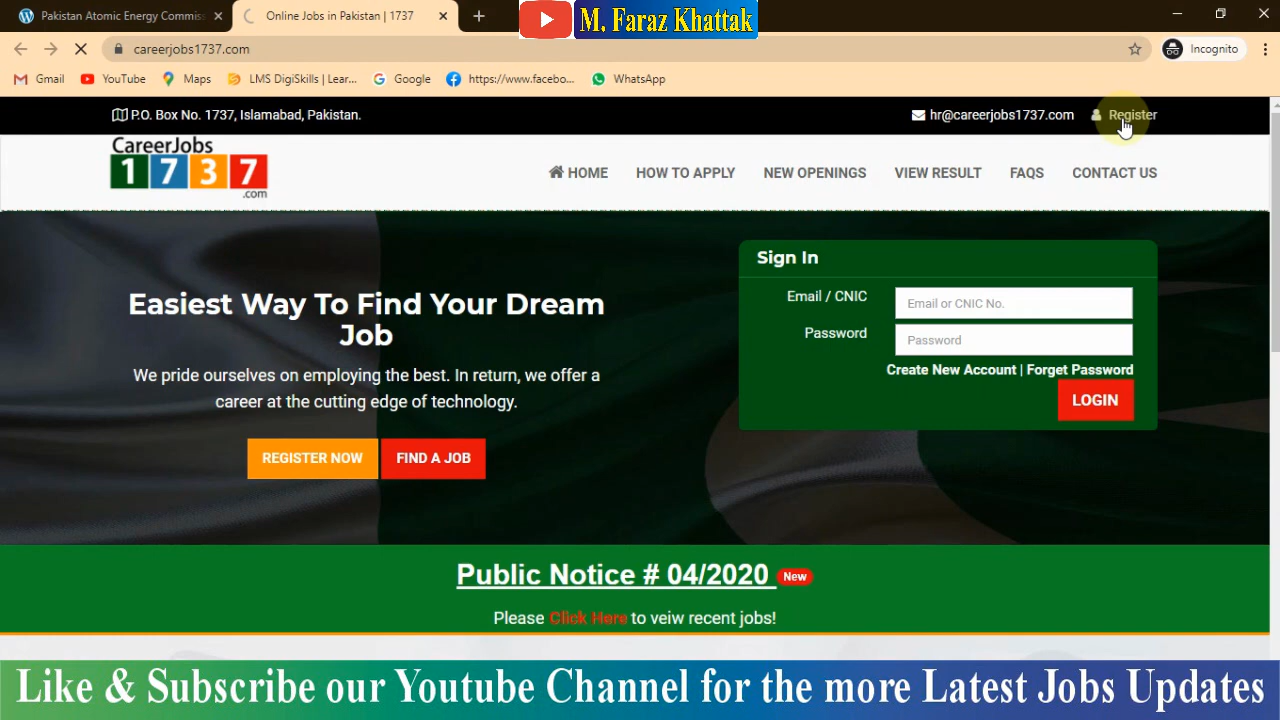 Pakistan Atomic Energy Commiss
Online Jobs in Pakistan | 1737
M. Faraz Khattak
careerjobs1737.com
Incognito
Gmail
YouTube
Maps
LMS DigiSkills | Lear...
Google
https://www.facebo...
WhatsApp
P.O. Box No. 1737, Islamabad, Pakistan.
hr@careerjobs1737.com
Register
CareerJobs
1737
.com
HOME
HOW TO APPLY
NEW OPENINGS
VIEW RESULT
FAQS
CONTACT US
Sign In
Email / CNIC
Email or CNIC No.
Password
Password
Create New Account | Forget Password
LOGIN
Easiest Way To Find Your Dream
Job
We pride ourselves on employing the best. In return, we offer a
career at the cutting edge of technology.
REGISTER NOW
FIND A JOB
Public Notice # 04/2020
New
Please Click Here to veiw recent jobs!
Like & Subscribe our Youtube Channel for the more Latest Jobs Updates